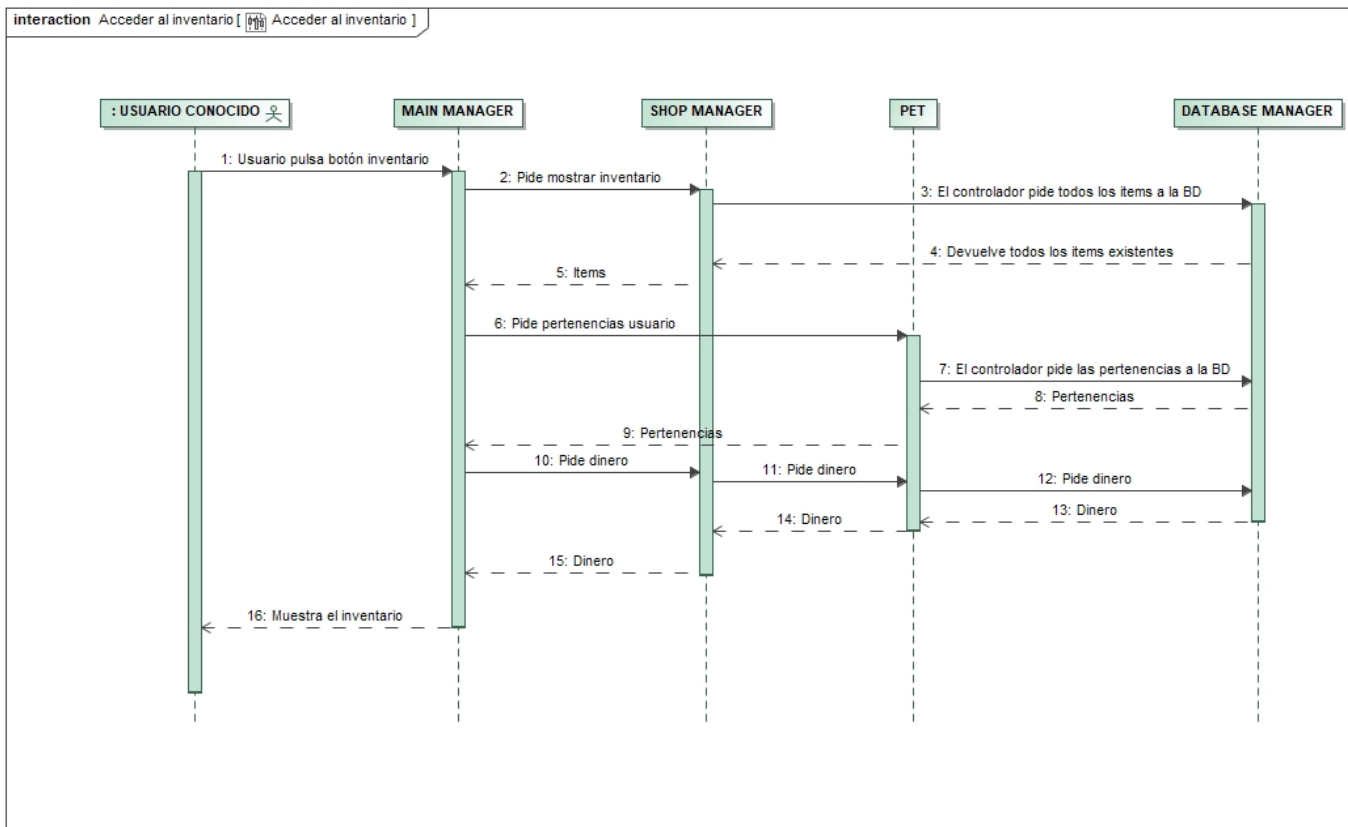 interaction Acceder al inventario [ Acceder al inventario ]
: USUARIO CONOCIDO
MAIN MANAGER
SHOP MANAGER
PET
DATABASE MANAGER
1: Usuario pulsa botón inventario
2: Pide mostrar inventario
3: El controlador pide todos los items a la BD
4: Devuelve todos los items existentes
5: Items
6: Pide pertenencias usuario
7: El controlador pide las pertenencias a la BD
8: Pertenencias
9: Pertenencias
10: Pide dinero
11: Pide dinero
12: Pide dinero
13: Dinero
14: Dinero
15: Dinero
16: Muestra el inventario